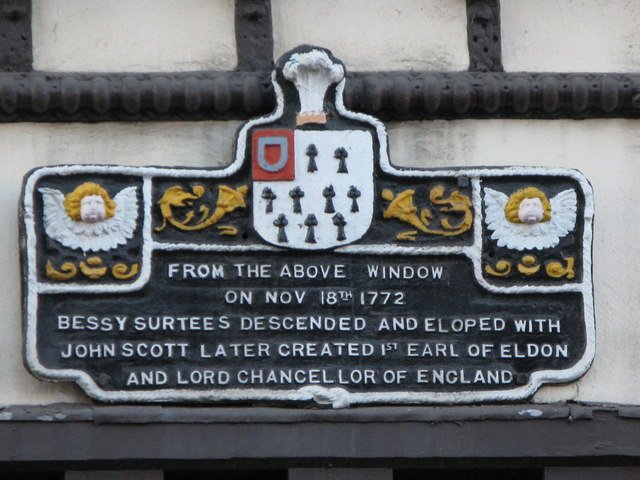 FROM THE ABOVE WINDOW
ON NOV 18TH 1772
BESSY SURTEES DESCENDED AND ELOPED WITH
JOHN SCOTT LATER CREATED 1ST EARL OF ELDON
AND LORD CHANCELLOR OF ENGLAND